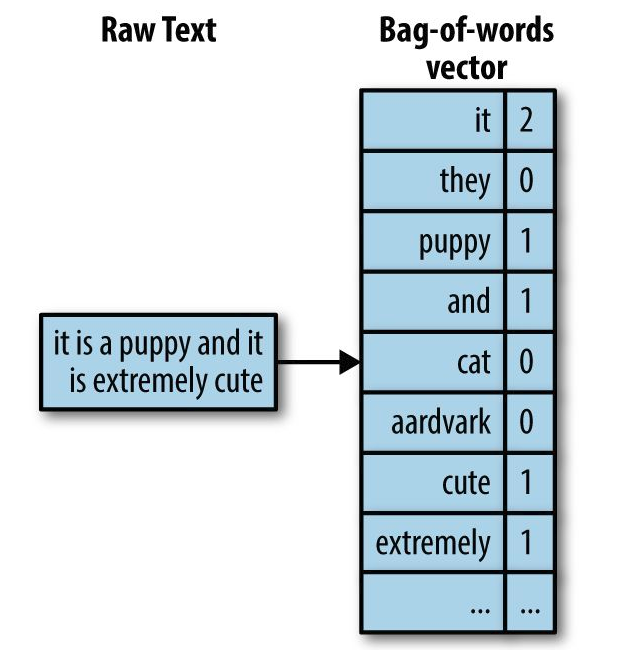 Raw Text
Bag-of-words
vector
it is a puppy and it
is extremely cute
it 2
they 0
puppy 1
and 1
cat 0
aardvark 0
cute 1
extremely 1
... ...